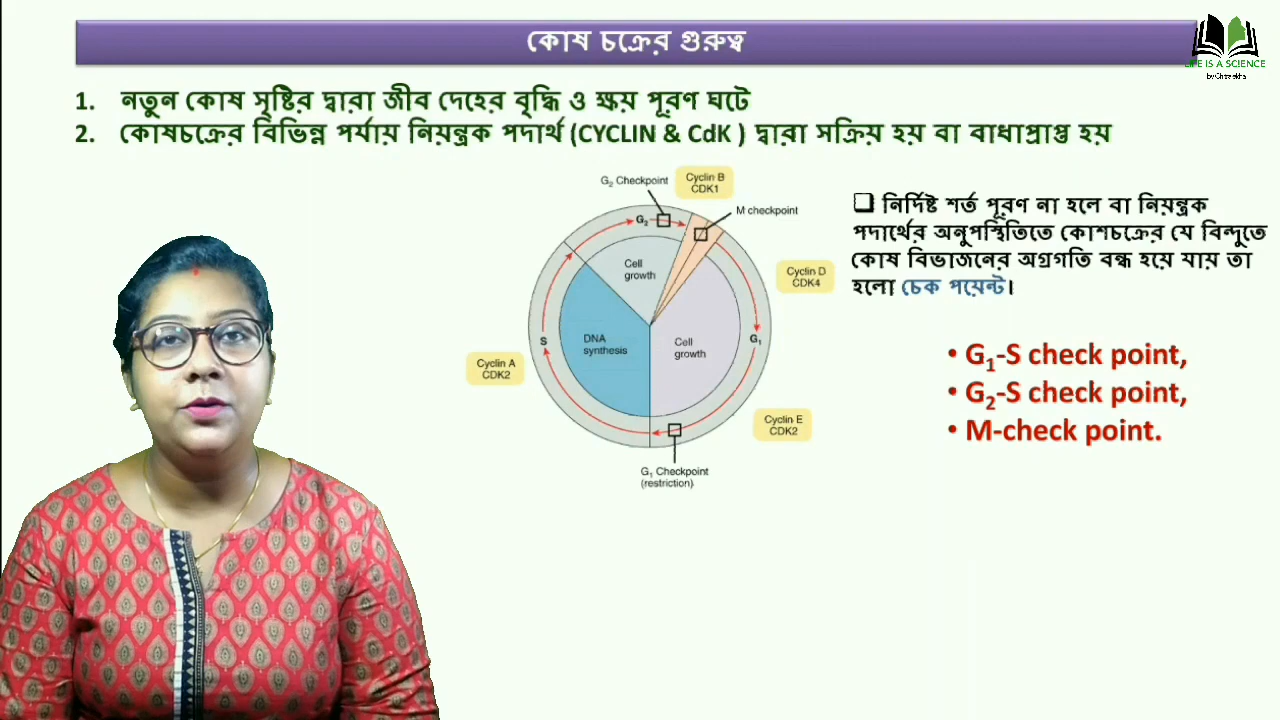 কোষ চক্রের গুরুত্ব
LIFE IS A SCIENCE
1. নতুন কোষ সৃষ্টির দ্বারা জীব দেহের বৃদ্ধি ও ক্ষয় পূরণ ঘটে
2. কোষচক্রের বিভিন্ন পর্যায় নিয়ন্ত্রক পদার্থ (CYCLIN & CdK ) দ্বারা সক্রিয় হয় বা বাধাপ্রাপ্ত হয়
G₂ Checkpoint
Cyclin B
CDK1
M checkpoint
G₂
Cell
growth
Cyclin D
CDK4
S
DNA
synthesis
Cell
growth
G₁
Cyclin A
CDK2
Cyclin E
CDK2
G₁ Checkpoint
(restriction)
❑ নির্দিষ্ট শর্ত পূরণ না হলে বা নিয়ন্ত্রক
পদার্থের অনুপস্থিতিতে কোশচক্রের যে বিন্দুতে
কোষ বিভাজনের অগ্রগতি বন্ধ হয়ে যায় তা
হলো চেক পয়েন্ট।
• G₁-S check point,
• G₂-S check point,
• M-check point.